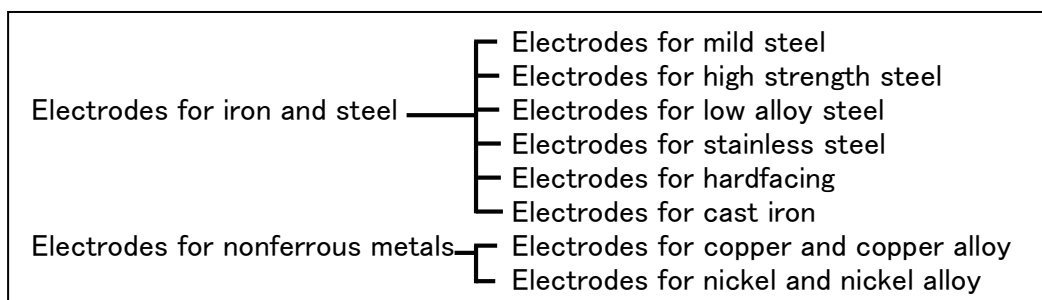 Electrodes for mild steel
Electrodes for high strength steel
Electrodes for iron and steel Electrodes for low alloy steel
Electrodes for stainless steel
Electrodes for hardfacing
Electrodes for cast iron
Electrodes for nonferrous metals Electrodes for copper and copper alloy
Electrodes for nickel and nickel alloy